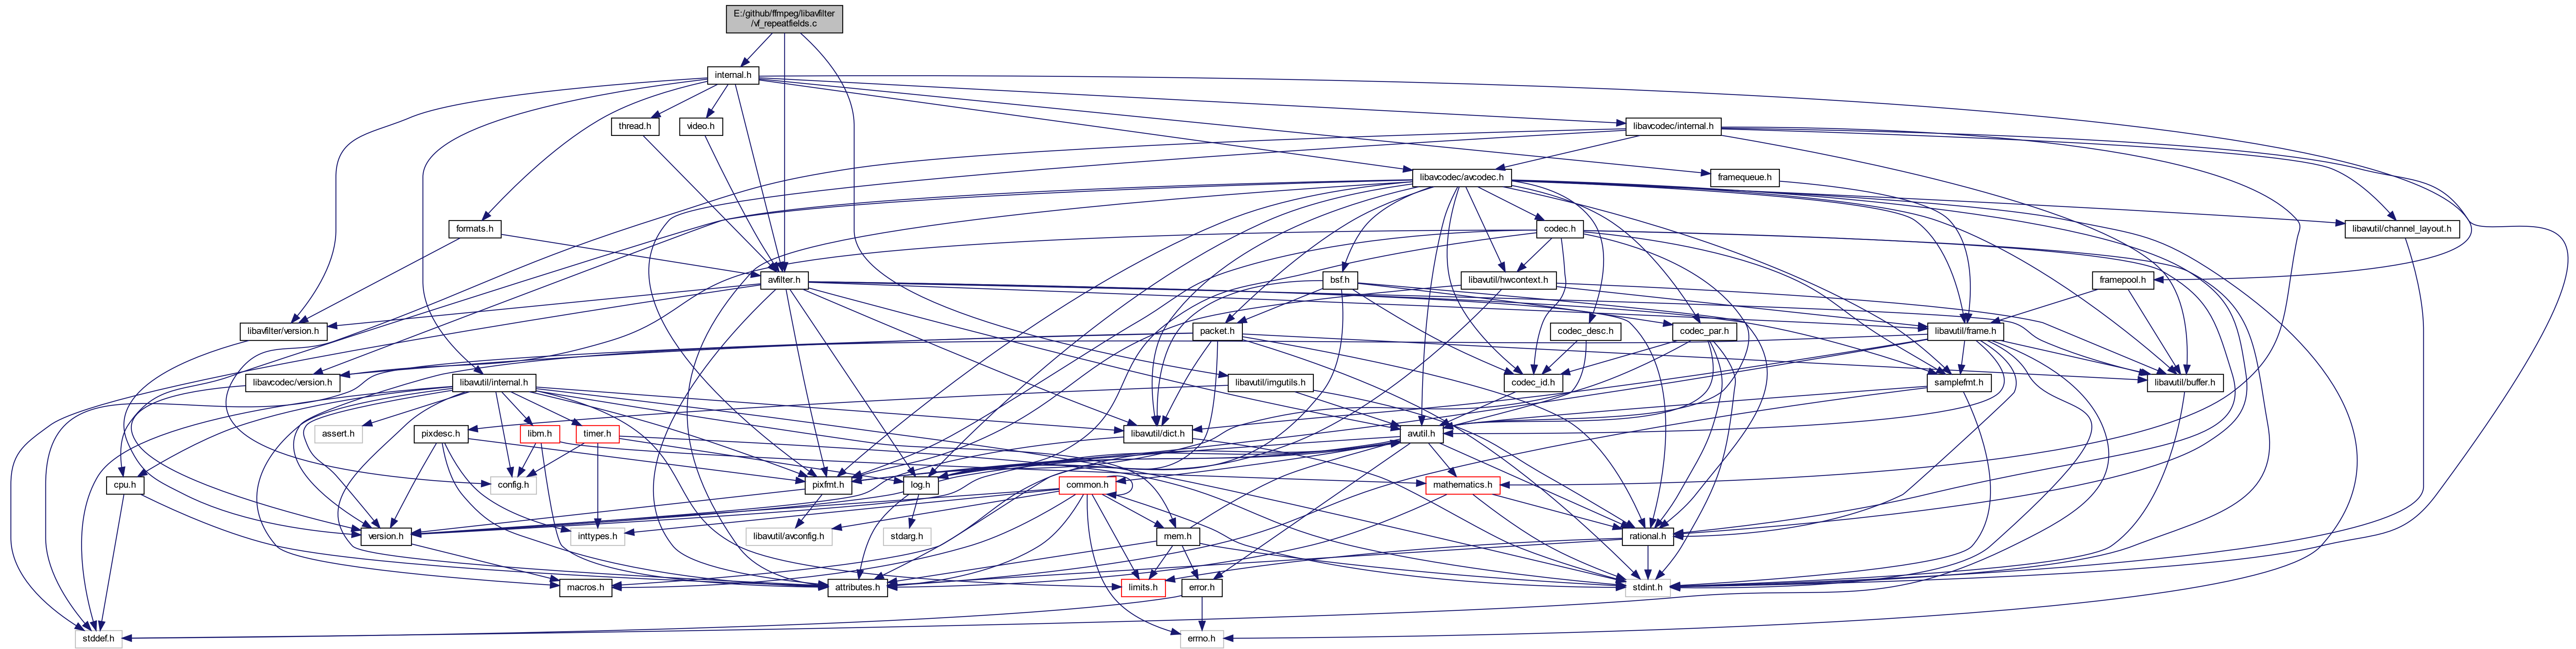 E:/github/ffmpeg/libavfilter
/vf_repeatfields.c
internal.h
thread.h
video.h
libavcodec/internal.h
libavcodec/avcodec.h
framequeue.h
formats.h
codec.h
libavutil/channel_layout.h
avfilter.h
bsf.h
libavutil/hwcontext.h
framepool.h
libavfilter/version.h
packet.h
codec_desc.h
codec_par.h
libavutil/frame.h
libavcodec/version.h
libavutil/internal.h
libavutil/imgutils.h
codec_id.h
samplefmt.h
libavutil/buffer.h
assert.h
pixdesc.h
libm.h
timer.h
libavutil/dict.h
avutil.h
cpu.h
config.h
pixfmt.h
log.h
common.h
mathematics.h
version.h
inttypes.h
libavutil/avconfig.h
stdarg.h
mem.h
rational.h
macros.h
attributes.h
limits.h
error.h
stdint.h
stddef.h
errno.h